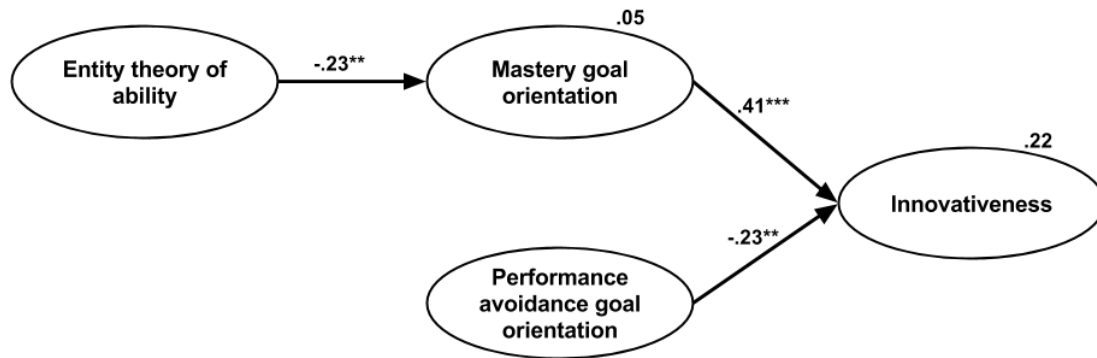 .05
Entity theory of
ability
-.23**
Mastery goal
orientation
.41***
.22
Innovativeness
-.23**
Performance
avoidance goal
orientation